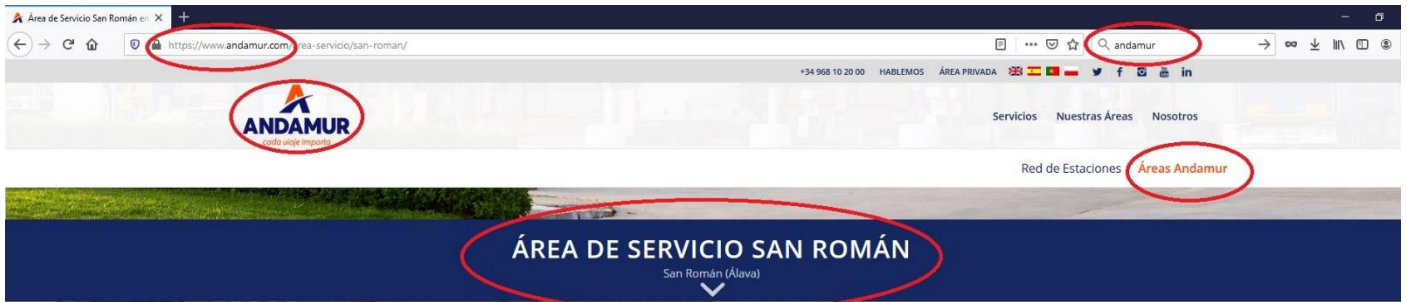 Área de Servicio San Román en
https://www.andamur.com/area-servicio/san-roman/
andamur
+34 968 10 20 00 HABLEMOS ÁREA PRIVADA
ANDAMUR
cada viaje importa
Servicios Nuestras Áreas Nosotros
Red de Estaciones Áreas Andamur
ÁREA DE SERVICIO SAN ROMÁN
San Román (Álava)